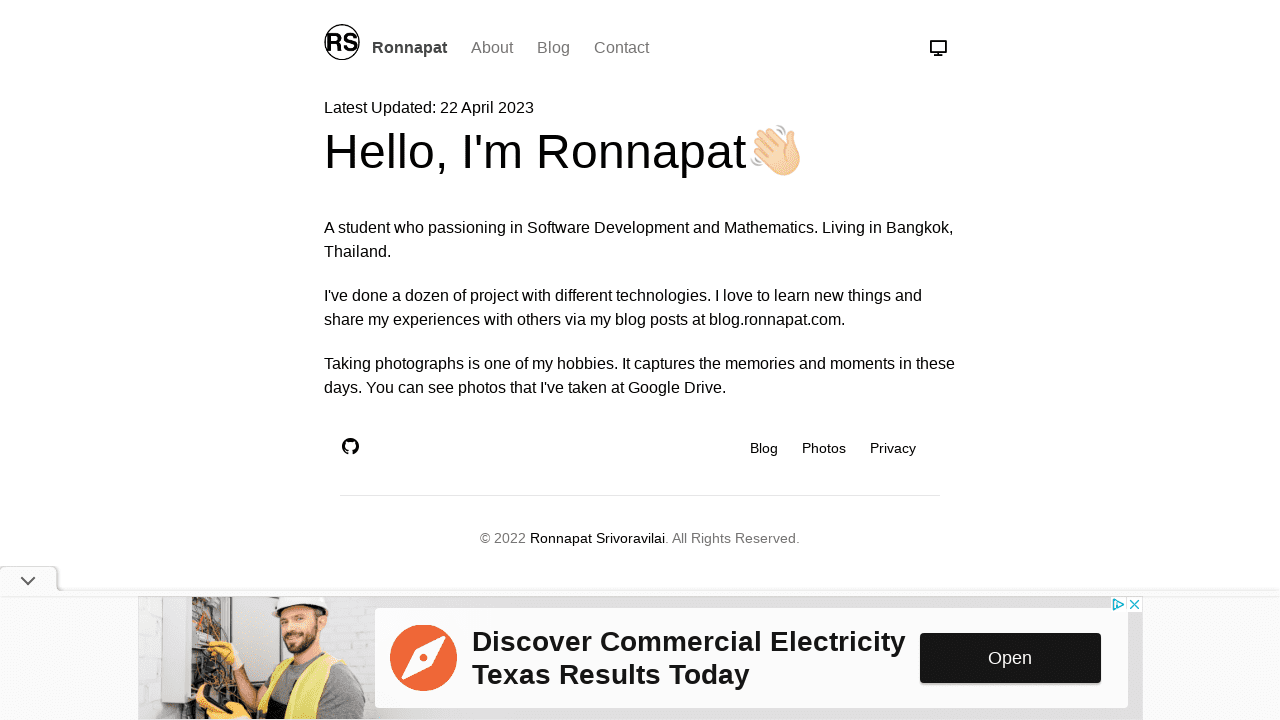 RS
Ronnapat About Blog Contact
Latest Updated: 22 April 2023
Hello, I'm Ronnapat👋🏻
A student who passioning in Software Development and Mathematics. Living in Bangkok,
Thailand.
I've done a dozen of project with different technologies. I love to learn new things and
share my experiences with others via my blog posts at blog.ronnapat.com.
Taking photographs is one of my hobbies. It captures the memories and moments in these
days. You can see photos that I've taken at Google Drive.
Blog Photos Privacy
© 2022 Ronnapat Srivoravilai. All Rights Reserved.
Discover Commercial Electricity
Texas Results Today
Open